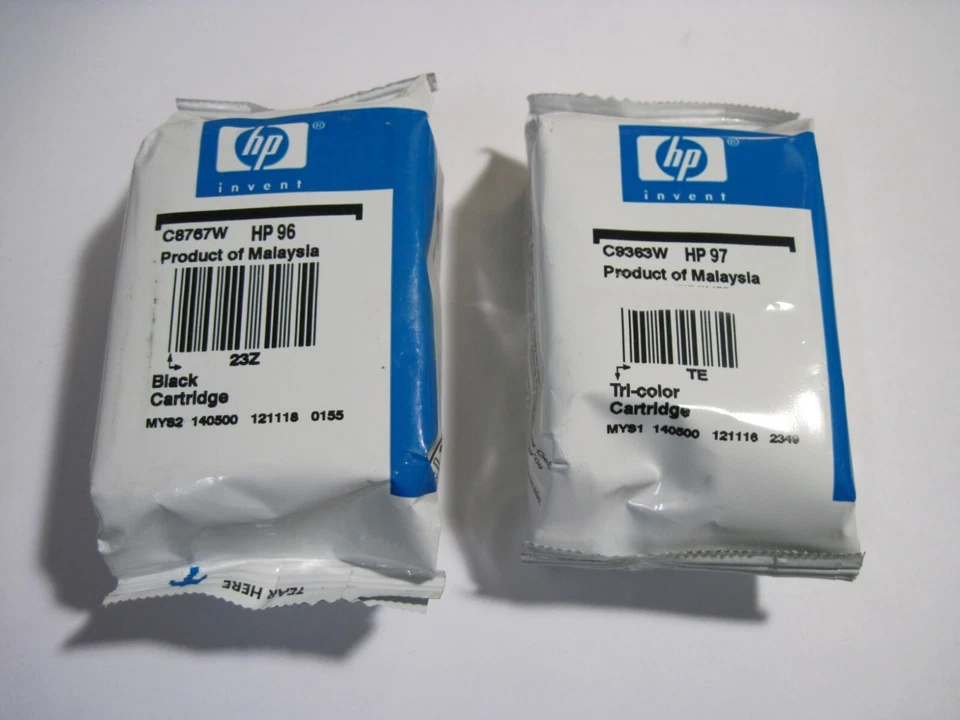 hp®
invent
C8767W HP 96
Product of Malaysia
23Z
Black
Cartridge
MYS2 140500 121118 0155
TEAR HERE
hp®
invent
C9363W HP 97
Product of Malaysia
TE
Tri-color
Cartridge
MYS1 140500 121116 2349